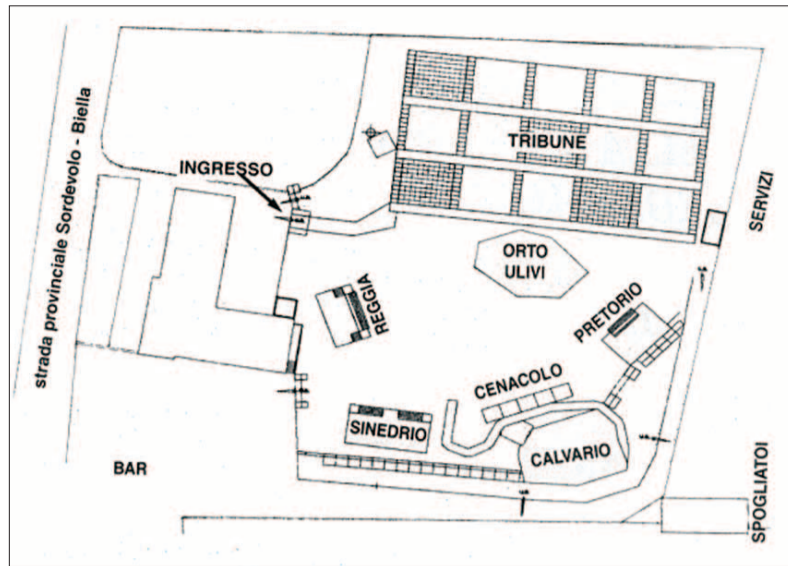 strada provinciale Sordevolo - Biella
INGRESSO
TRIBUNE
SERVIZI
ORTO
ULIVI
REGGIA
PRETORIO
CENACOLO
SINEDRIO
CALVARIO
BAR
SPOGLIATOI